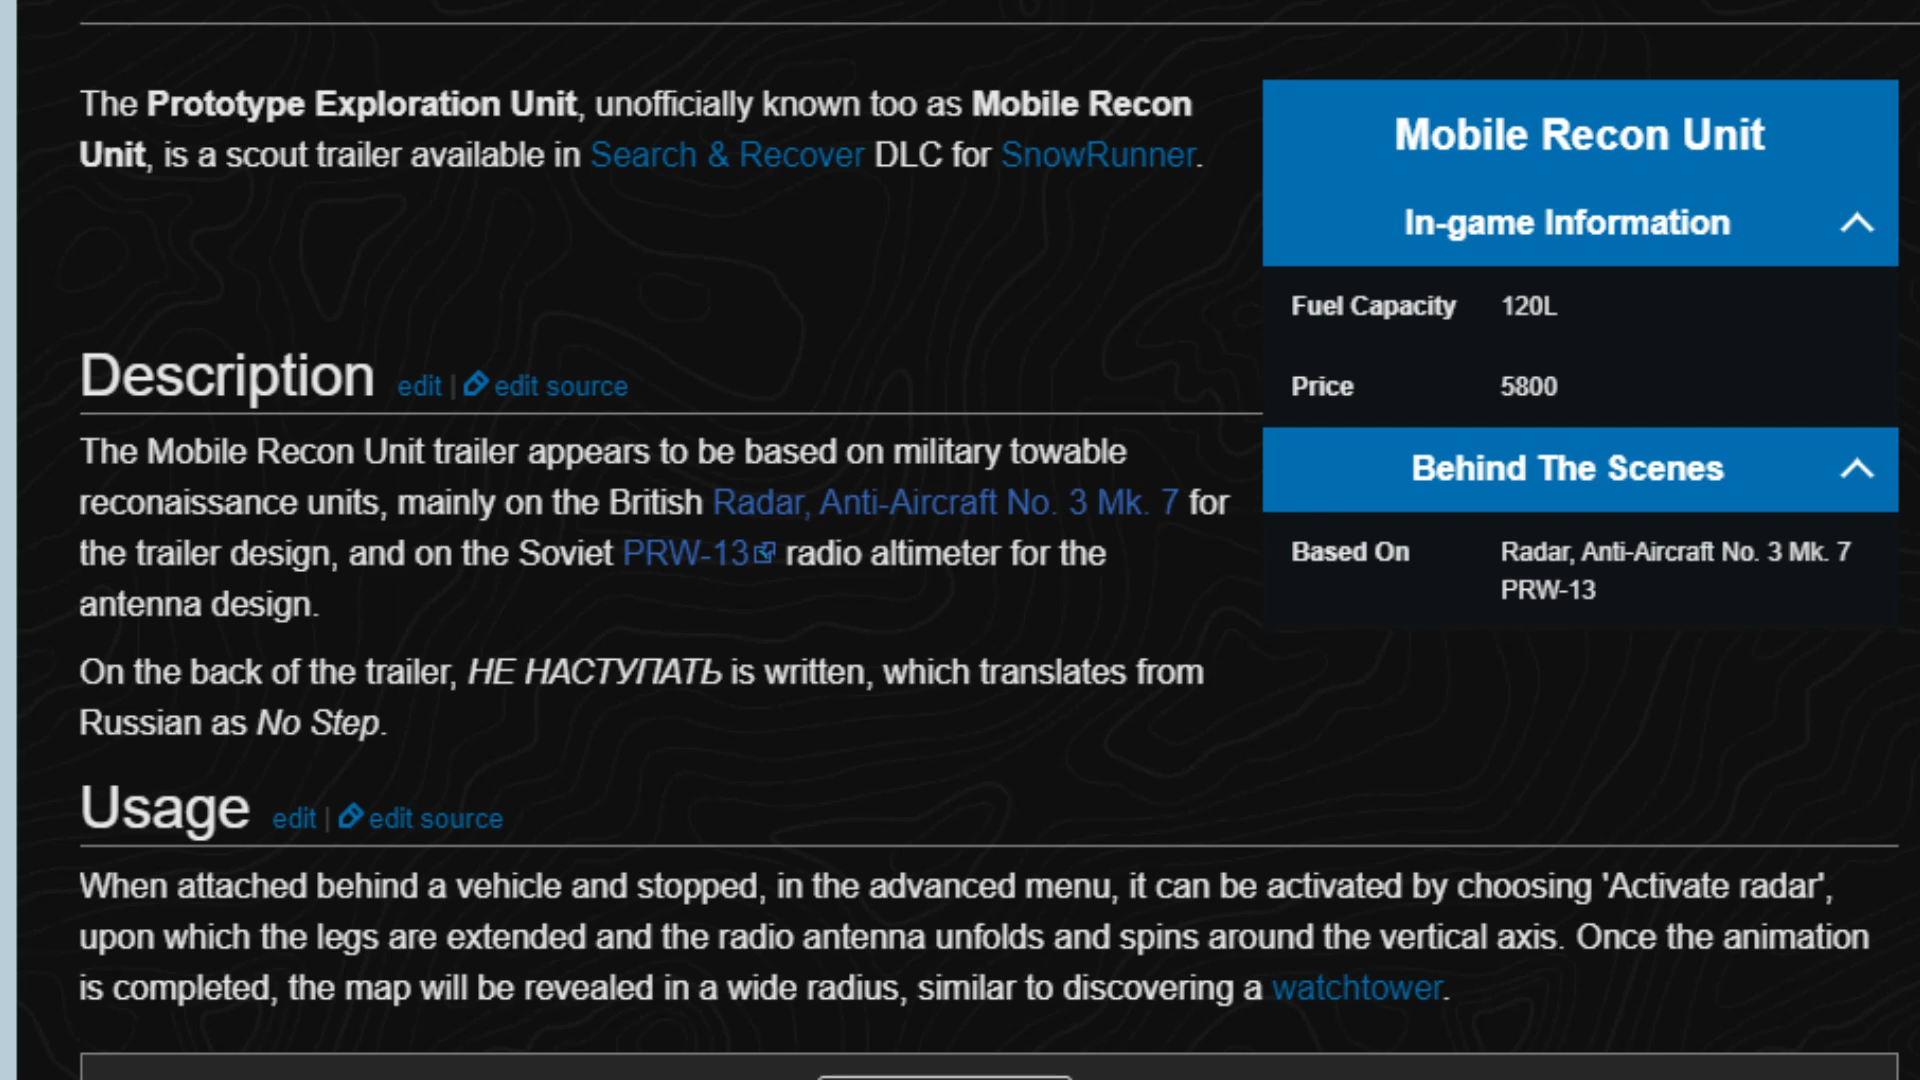 The Prototype Exploration Unit, unofficially known too as Mobile Recon
Unit, is a scout trailer available in Search & Recover DLC for SnowRunner.
Mobile Recon Unit
In-game Information
Fuel Capacity 120L
Price 5800
Behind The Scenes
Based On Radar, Anti-Aircraft No. 3 Mk. 7
PRW-13
Description edit | edit source
The Mobile Recon Unit trailer appears to be based on military towable
reconaissance units, mainly on the British Radar, Anti-Aircraft No. 3 Mk. 7 for
the trailer design, and on the Soviet PRW-13 radio altimeter for the
antenna design.
On the back of the trailer, НЕ НАСТУПАТЬ is written, which translates from
Russian as No Step.
Usage edit | edit source
When attached behind a vehicle and stopped, in the advanced menu, it can be activated by choosing 'Activate radar',
upon which the legs are extended and the radio antenna unfolds and spins around the vertical axis. Once the animation
is completed, the map will be revealed in a wide radius, similar to discovering a watchtower.